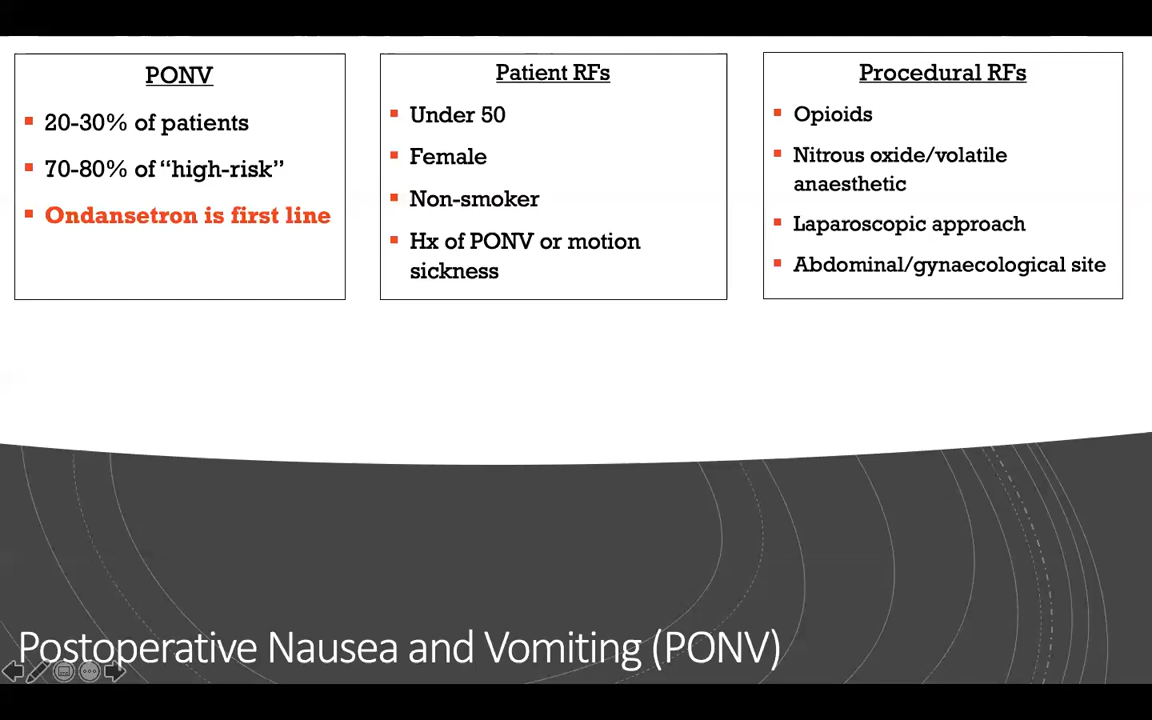 PONV
20-30% of patients
70-80% of “high-risk”
Ondansetron is first line
Patient RFs
Under 50
Female
Non-smoker
Hx of PONV or motion
sickness
Procedural RFs
Opioids
Nitrous oxide/volatile
anaesthetic
Laparoscopic approach
Abdominal/gynaecological site
Postoperative Nausea and Vomiting (PONV)